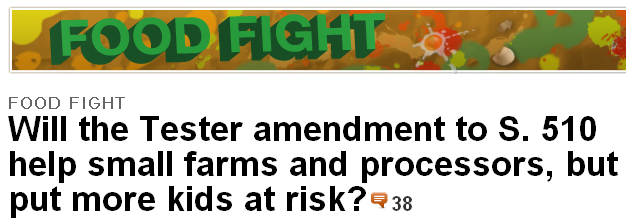 FOOD FIGHT
FOOD FIGHT
Will the Tester amendment to S. 510
help small farms and processors, but
put more kids at risk? 38